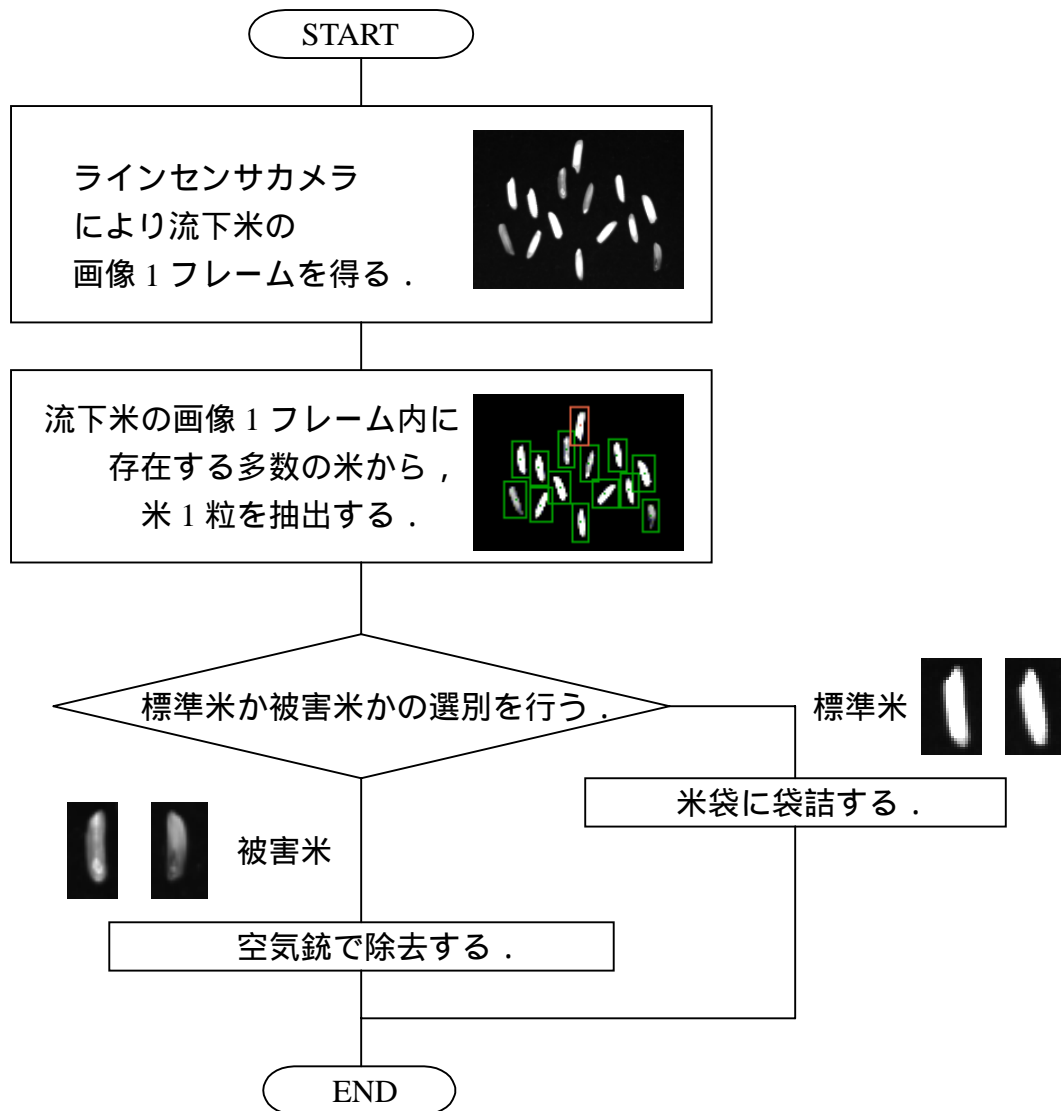 START
ラインセンサカメラ
により流下米の
画像 1 フレームを得る．
流下米の画像 1 フレーム内に
存在する多数の米から，
米 1 粒を抽出する．
標準米か被害米かの選別を行う．
標準米
米袋に袋詰する．
被害米
空気銃で除去する．
END